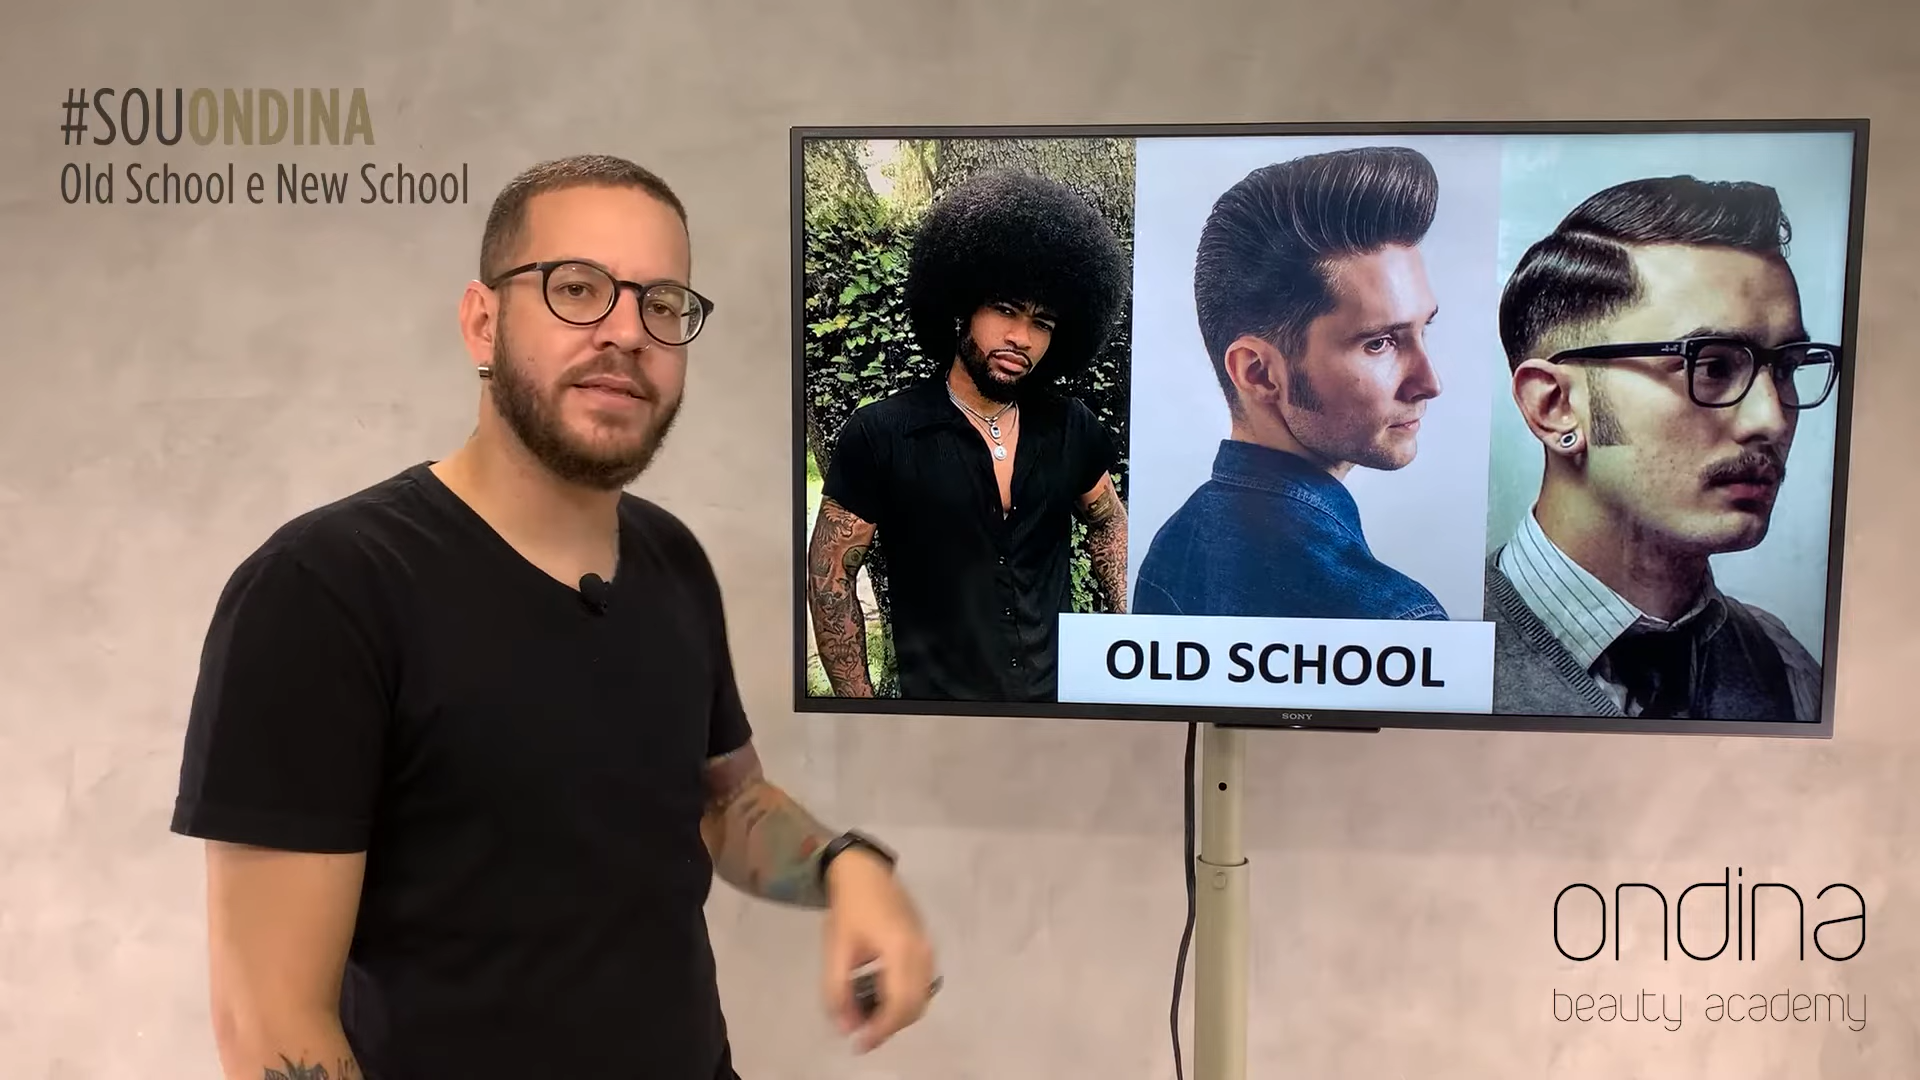 #SOUONDINA
Old School e New School
OLD SCHOOL
SONY
ondina
beauty academy